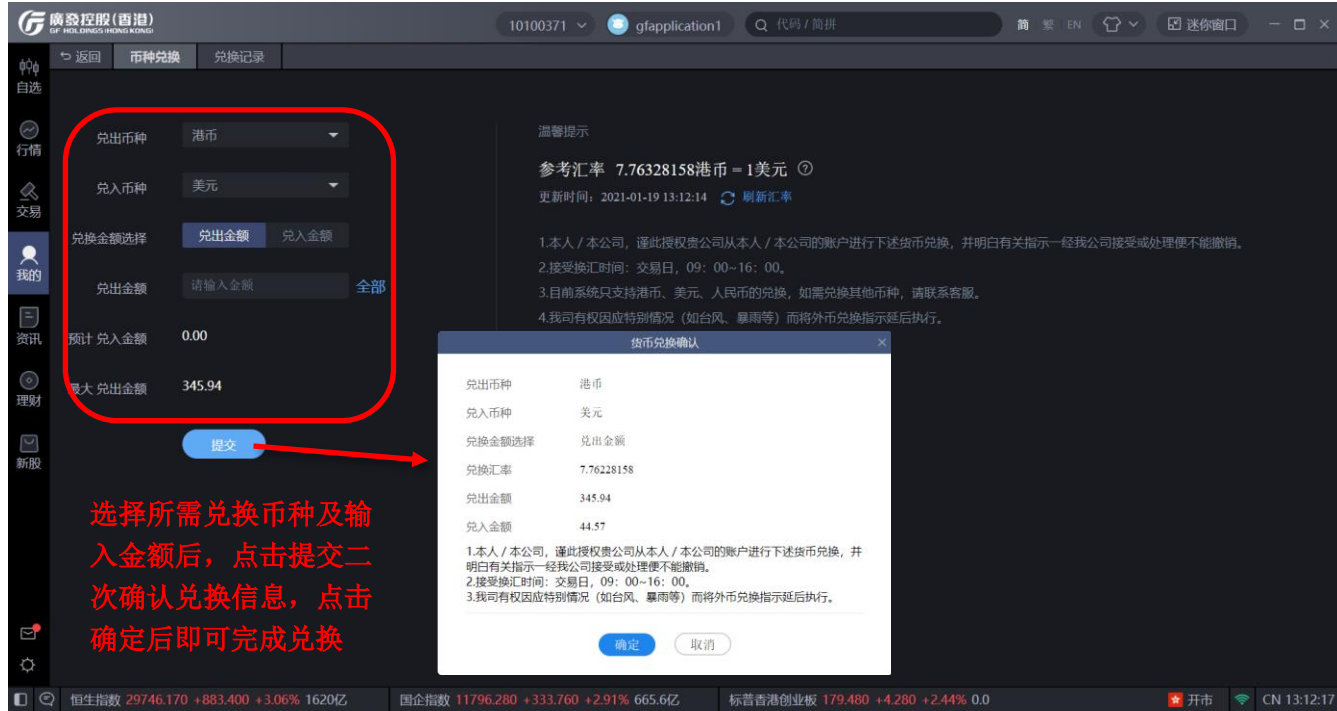 廣發控股(香港)
GF HOLDINGS (HONG KONG)
10100371
gfapplication1
代码 / 简拼
简 繁 EN
迷你窗口
自选
行情
交易
我的
资讯
理财
新股
返回 币种兑换 兑换记录
兑出币种 港币
兑入币种 美元
兑换金额选择 兑出金额 兑入金额
兑出金额 请输入金额 全部
预计 兑入金额 0.00
最大 兑出金额 345.94
提交
温馨提示
参考汇率 7.76328158港币 = 1美元
更新时间：2021-01-19 13:12:14 刷新汇率
1.本人 / 本公司，谨此授权贵公司从本人 / 本公司的账户进行下述货币兑换，并明白有关指示一经我公司接受或处理便不能撤销。
2.接受换汇时间：交易日，09：00~16：00。
3.目前系统只支持港币、美元、人民币的兑换，如需兑换其他币种，请联系客服。
4.我司有权因应特别情况（如台风、暴雨等）而将外币兑换指示延后执行。
货币兑换确认
兑出币种 港币
兑入币种 美元
兑换金额选择 兑出金额
兑换汇率 7.76228158
兑出金额 345.94
兑入金额 44.57
1.本人 / 本公司，谨此授权贵公司从本人 / 本公司的账户进行下述货币兑换，并
明白有关指示一经我公司接受或处理便不能撤销。
2.接受换汇时间：交易日，09：00~16：00。
3.我司有权因应特别情况（如台风、暴雨等）而将外币兑换指示延后执行。
确定 取消
选择所需兑换币种及输
入金额后，点击提交二
次确认兑换信息，点击
确定后即可完成兑换
恒生指数 29746.170 +883.400 +3.06% 1620亿
国企指数 11796.280 +333.760 +2.91% 665.6亿
标普香港创业板 179.480 +4.280 +2.44% 0.0
开市
CN 13:12:17